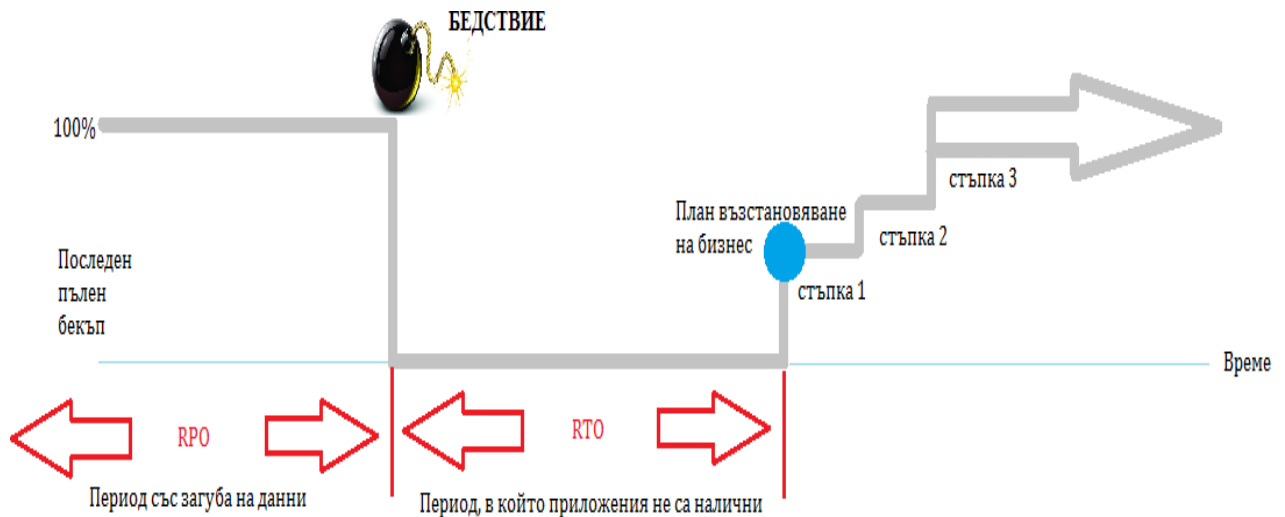 БЕДСТВИЕ
100%
План възстановяване
на бизнес
стъпка 3
стъпка 2
стъпка 1
Последен
пълен
бекъп
Време
RPO
RTO
Период със загуба на данни
Период, в който приложения не са налични